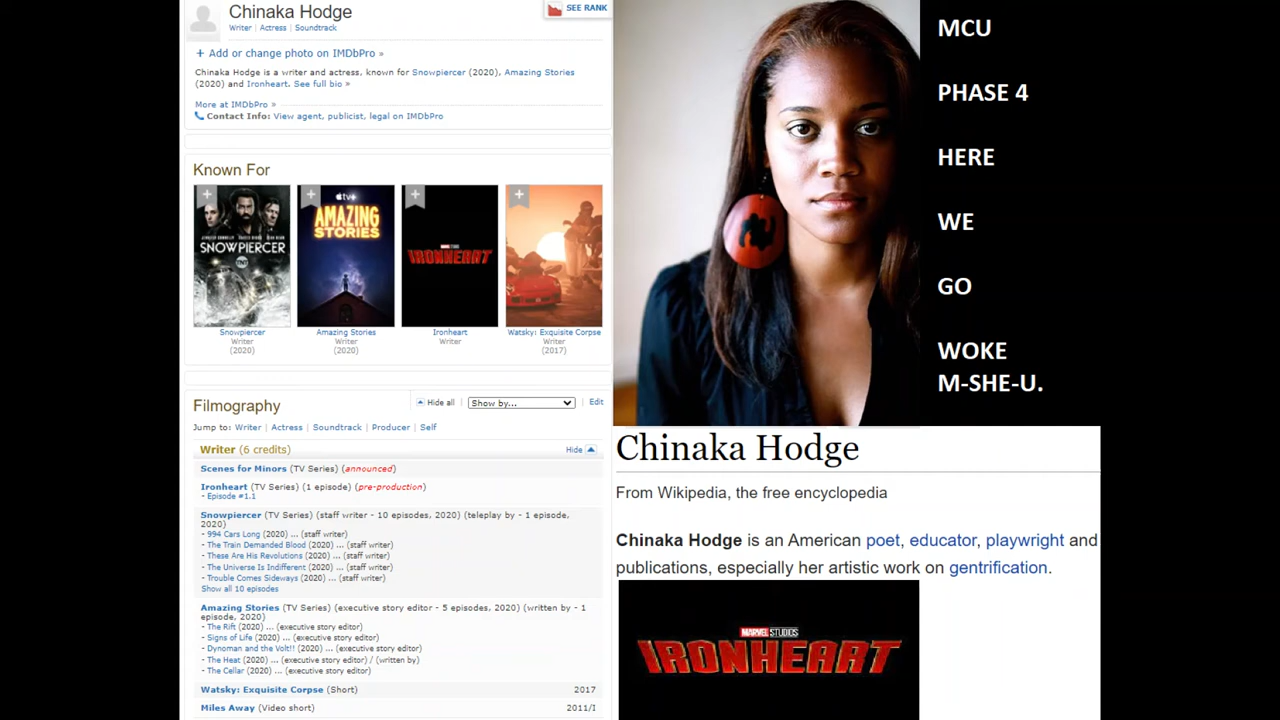 Chinaka Hodge
SEE RANK
Writer | Actress | Soundtrack
+ Add or change photo on IMDbPro »
Chinaka Hodge is a writer and actress, known for Snowpiercer (2020), Amazing Stories
(2020) and Ironheart. See full bio »
More at IMDbPro »
Contact Info: View agent, publicist, legal on IMDbPro
Known For
SNOWPIERCER
TNT
tv+
AMAZING
STORIES
MARVEL STUDIOS
IRONHEART
Snowpiercer
Writer
(2020)
Amazing Stories
Writer
(2020)
Ironheart
Writer
Watsky: Exquisite Corpse
Writer
(2017)
Filmography
Hide all | Show by... | Edit
Jump to: Writer | Actress | Soundtrack | Producer | Self
Writer (6 credits)
Hide
Scenes for Minors (TV Series) (announced)
Ironheart (TV Series) (1 episode) (pre-production)
- Episode #1.1
Snowpiercer (TV Series) (staff writer - 10 episodes, 2020) (teleplay by - 1 episode,
2020)
- 994 Cars Long (2020) ... (staff writer)
- The Train Demanded Blood (2020) ... (staff writer)
- These Are His Revolutions (2020) ... (staff writer)
- The Universe Is Indifferent (2020) ... (staff writer)
- Trouble Comes Sideways (2020) ... (staff writer)
Show all 10 episodes
Amazing Stories (TV Series) (executive story editor - 5 episodes, 2020) (written by - 1
episode, 2020)
- The Rift (2020) ... (executive story editor)
- Signs of Life (2020) ... (executive story editor)
- Dynoman and the Volt!! (2020) ... (executive story editor)
- The Heat (2020) ... (executive story editor) / (written by)
- The Cellar (2020) ... (executive story editor)
Watsky: Exquisite Corpse (Short) 2017
Miles Away (Video short) 2011/I
MCU
PHASE 4
HERE
WE
GO
WOKE
M-SHE-U.
Chinaka Hodge
From Wikipedia, the free encyclopedia
Chinaka Hodge is an American poet, educator, playwright and
publications, especially her artistic work on gentrification.
MARVEL STUDIOS
IRONHEART